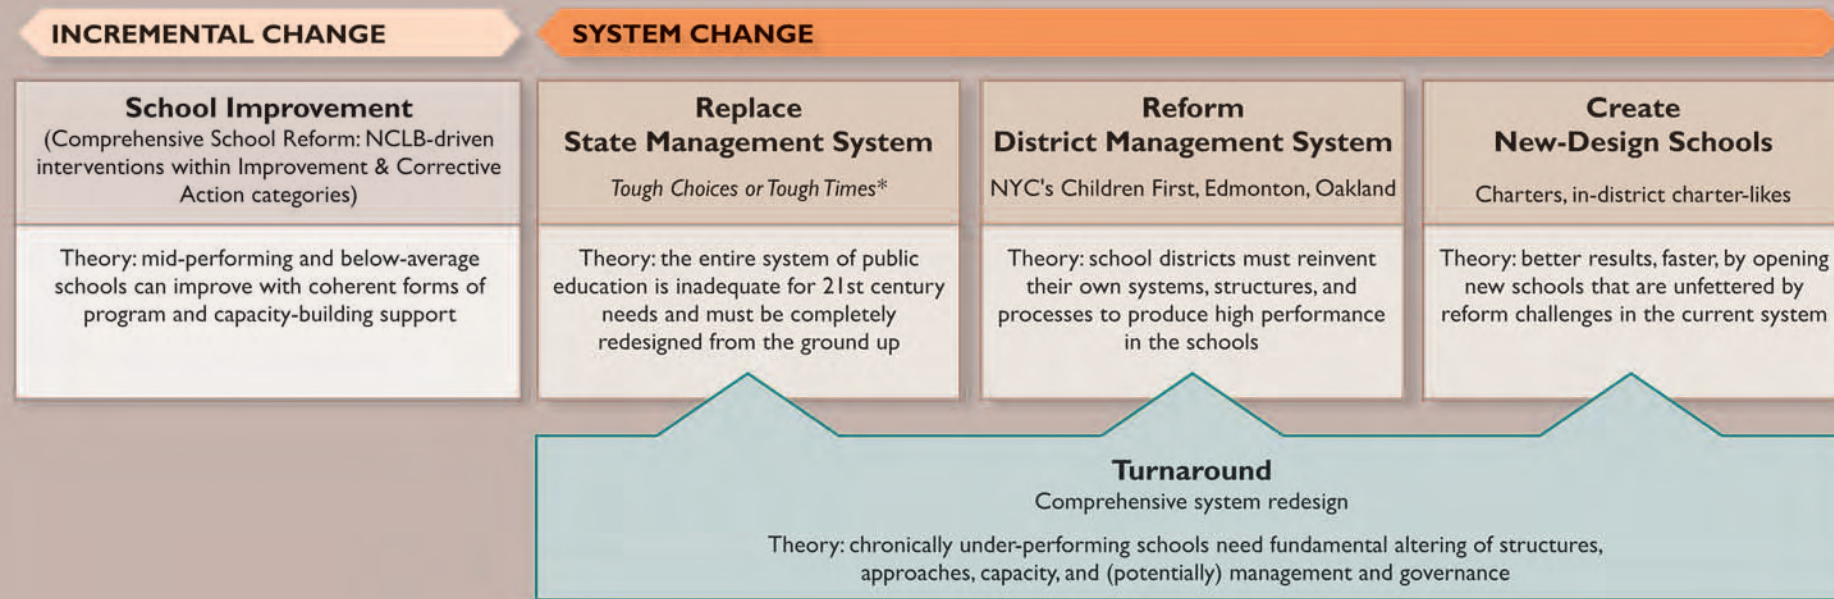 INCREMENTAL CHANGE
SYSTEM CHANGE
School Improvement
(Comprehensive School Reform: NCLB-driven
interventions within Improvement & Corrective
Action categories)
Theory: mid-performing and below-average
schools can improve with coherent forms of
program and capacity-building support
Replace
State Management System
Tough Choices or Tough Times*
Theory: the entire system of public
education is inadequate for 21st century
needs and must be completely
redesigned from the ground up
Reform
District Management System
NYC's Children First, Edmonton, Oakland
Theory: school districts must reinvent
their own systems, structures, and
processes to produce high performance
in the schools
Create
New-Design Schools
Charters, in-district charter-likes
Theory: better results, faster, by opening
new schools that are unfettered by
reform challenges in the current system
Turnaround
Comprehensive system redesign
Theory: chronically under-performing schools need fundamental altering of structures,
approaches, capacity, and (potentially) management and governance